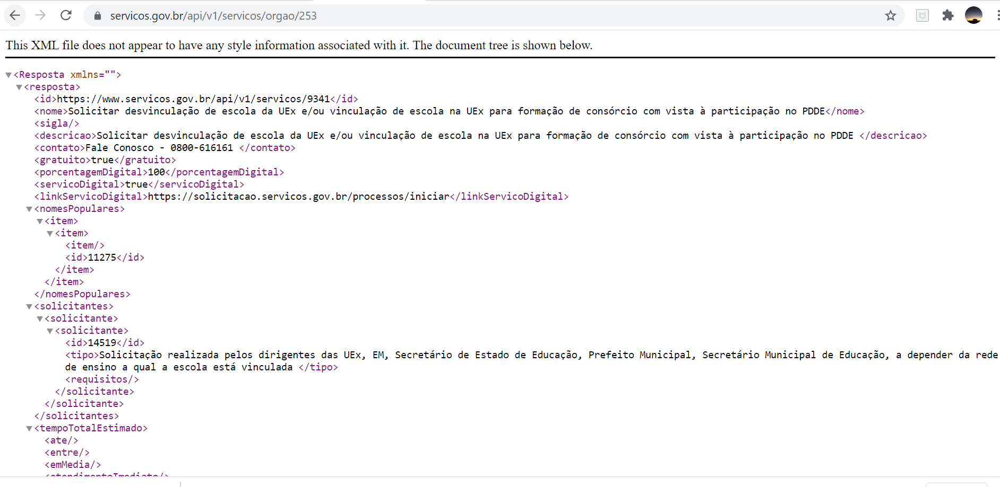 servicos.gov.br/api/v1/servicos/orgao/253
This XML file does not appear to have any style information associated with it. The document tree is shown below.
<Resposta xmlns="">
<resposta>
<id>https://www.servicos.gov.br/api/v1/servicos/9341</id>
<nome>Solicitar desvinculação de escola da UEx e/ou vinculação de escola na UEx para formação de consórcio com vista à participação no PDDE</nome>
<sigla/>
<descricao>Solicitar desvinculação de escola da UEx e/ou vinculação de escola na UEx para formação de consórcio com vista à participação no PDDE </descricao>
<contato>Fale Conosco - 0800-616161 </contato>
<gratuito>true</gratuito>
<porcentagemDigital>100</porcentagemDigital>
<servicoDigital>true</servicoDigital>
<linkServicoDigital>https://solicitacao.servicos.gov.br/processos/iniciar</linkServicoDigital>
<nomesPopulares>
<item>
<item>
<item/>
<id>11275</id>
</item>
</item>
</nomesPopulares>
<solicitantes>
<solicitante>
<solicitante>
<id>14519</id>
<tipo>Solicitação realizada pelos dirigentes das UEx, EM, Secretário de Estado de Educação, Prefeito Municipal, Secretário Municipal de Educação, a depender da rede
de ensino a qual a escola está vinculada </tipo>
<requisitos/>
</solicitante>
</solicitante>
</solicitantes>
<tempoTotalEstimado>
<ate/>
<entre/>
<emMedia/>
<atendimentoImediato/>